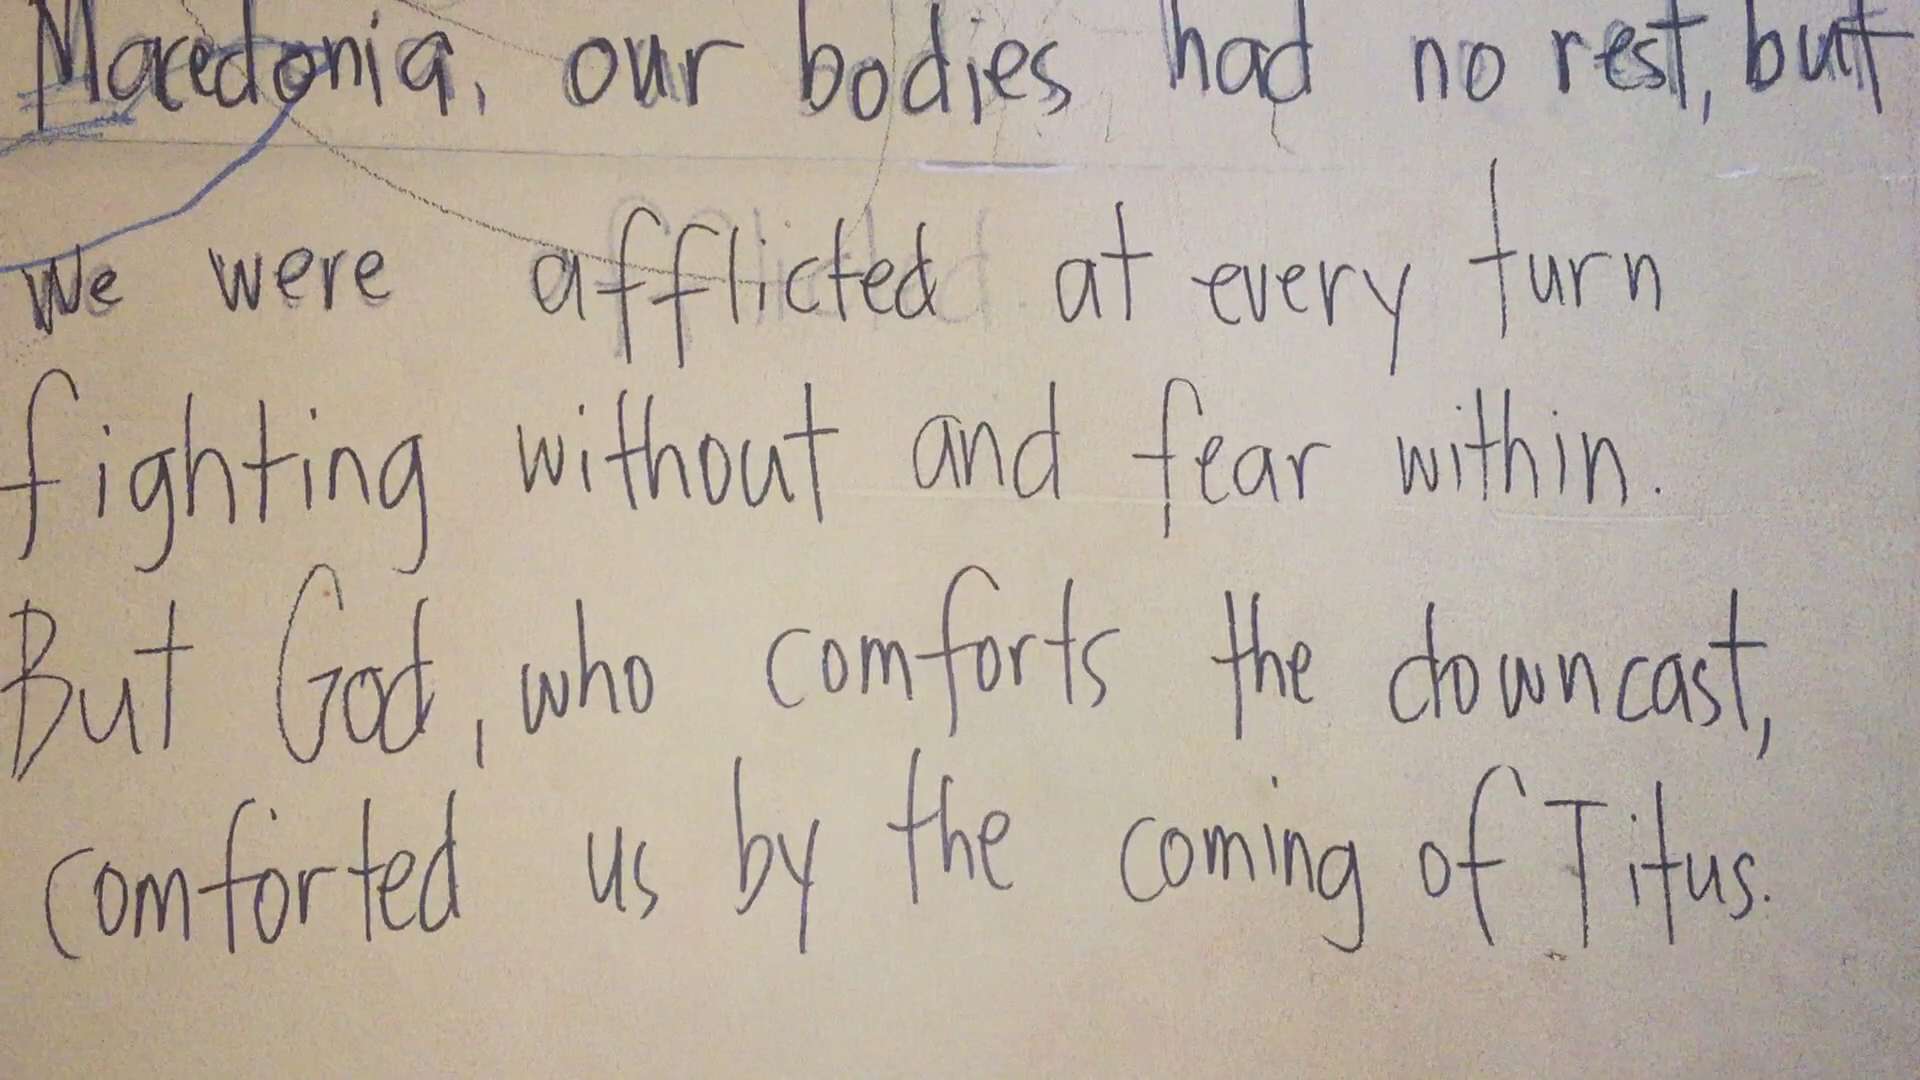 Macedonia, our bodies had no rest, but
We were afflicted at every turn
fighting without and fear within.
But God, who comforts the downcast,
comforted us by the coming of Titus.